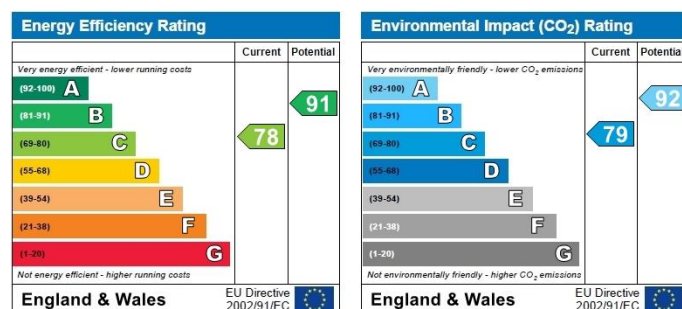 Energy Efficiency Rating
Current Potential
Very energy efficient - lower running costs
(92-100) A
(81-91) B
(69-80) C
(55-68) D
(39-54) E
(21-38) F
(1-20) G
Not energy efficient - higher running costs
91
78
England & Wales
EU Directive
2002/91/EC
Environmental Impact (CO₂) Rating
Current Potential
Very environmentally friendly - lower CO₂ emissions
(92-100) A
(81-91) B
(69-80) C
(55-68) D
(39-54) E
(21-38) F
(1-20) G
Not environmentally friendly - higher CO₂ emissions
92
79
England & Wales
EU Directive
2002/91/EC